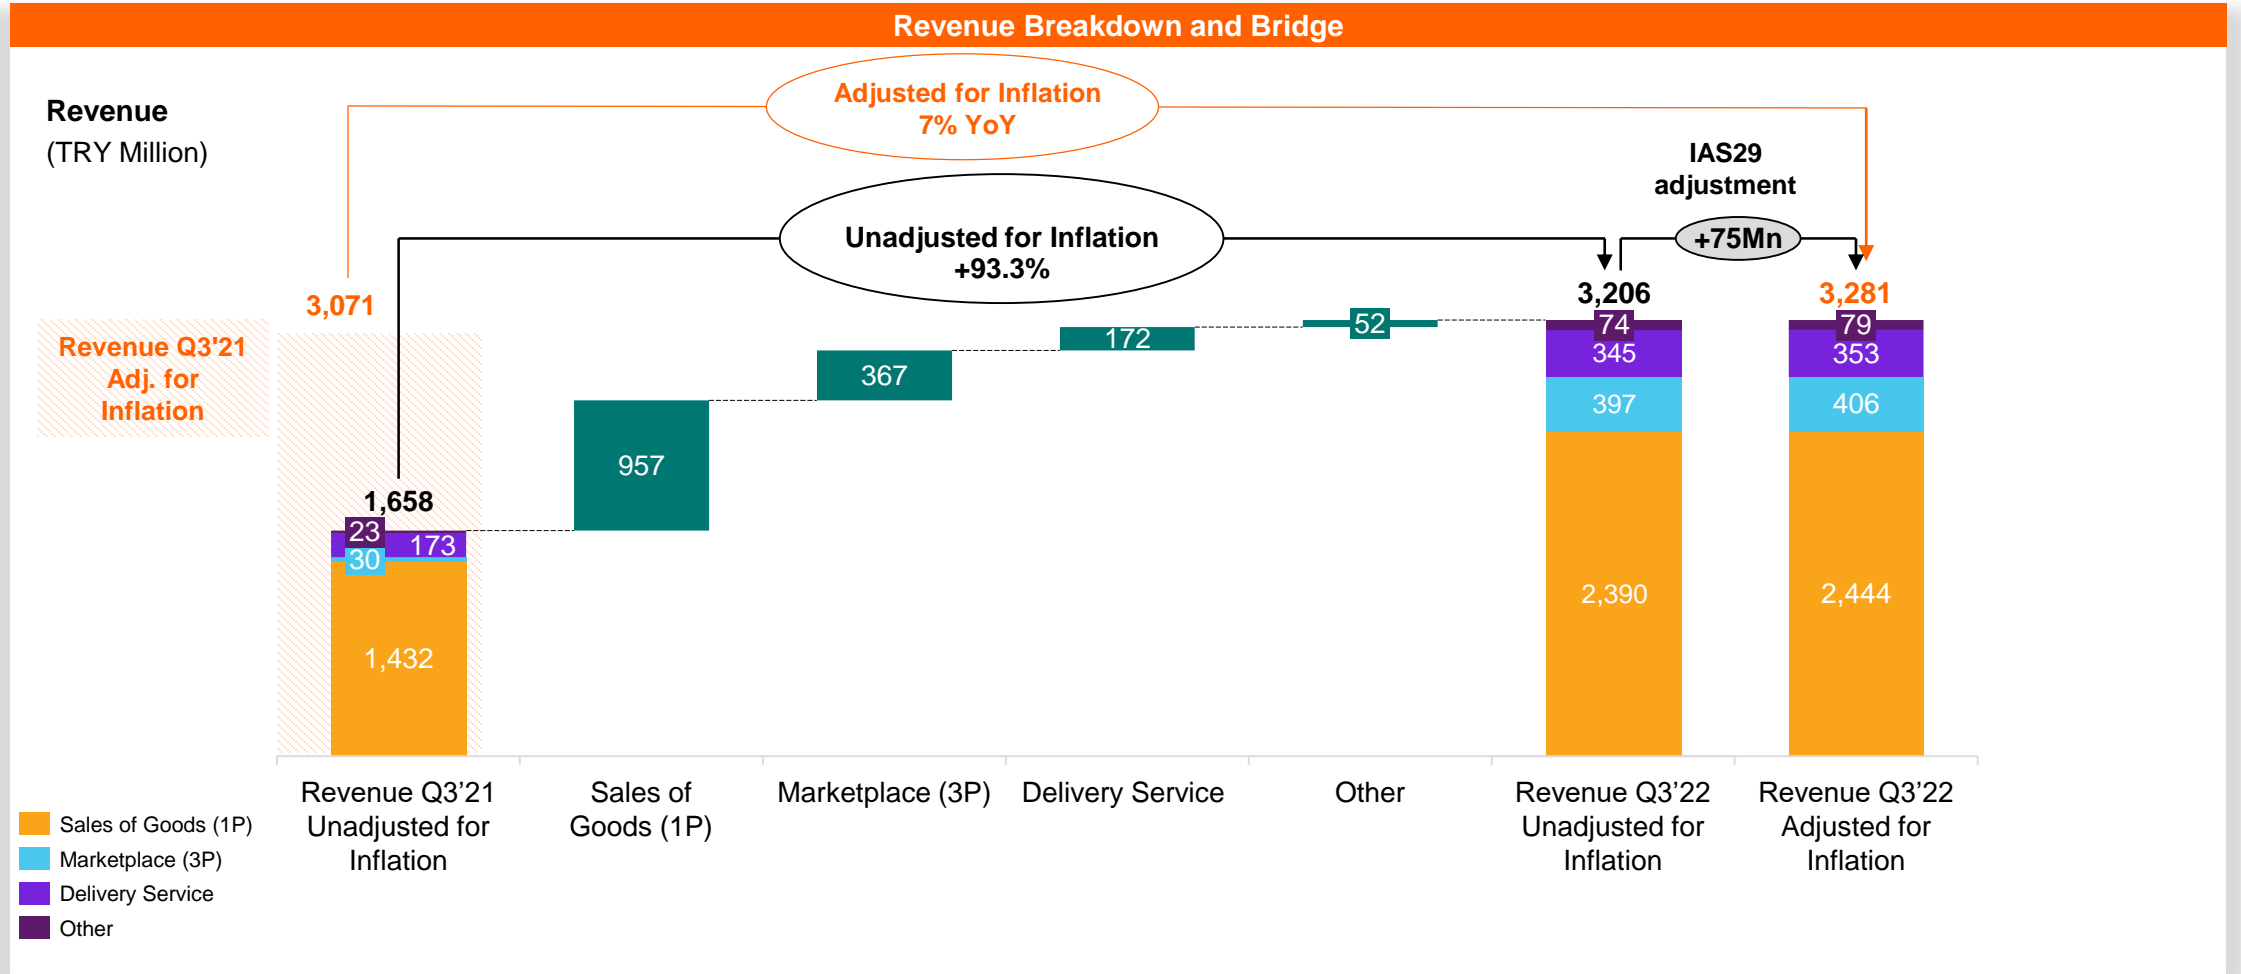 Revenue Breakdown and Bridge
Revenue
(TRY Million)
Adjusted for Inflation
7% YoY
IAS29
adjustment
Unadjusted for Inflation
+93.3%
+75Mn
3,071
3,206
3,281
Revenue Q3'21
Adj. for
Inflation
1,658
23
173
30
1,432
957
367
172
52
74
345
397
2,390
79
353
406
2,444
Revenue Q3’21
Unadjusted for
Inflation
Sales of
Goods (1P)
Marketplace (3P)
Delivery Service
Other
Revenue Q3’22
Unadjusted for
Inflation
Revenue Q3’22
Adjusted for
Inflation
Sales of Goods (1P)
Marketplace (3P)
Delivery Service
Other